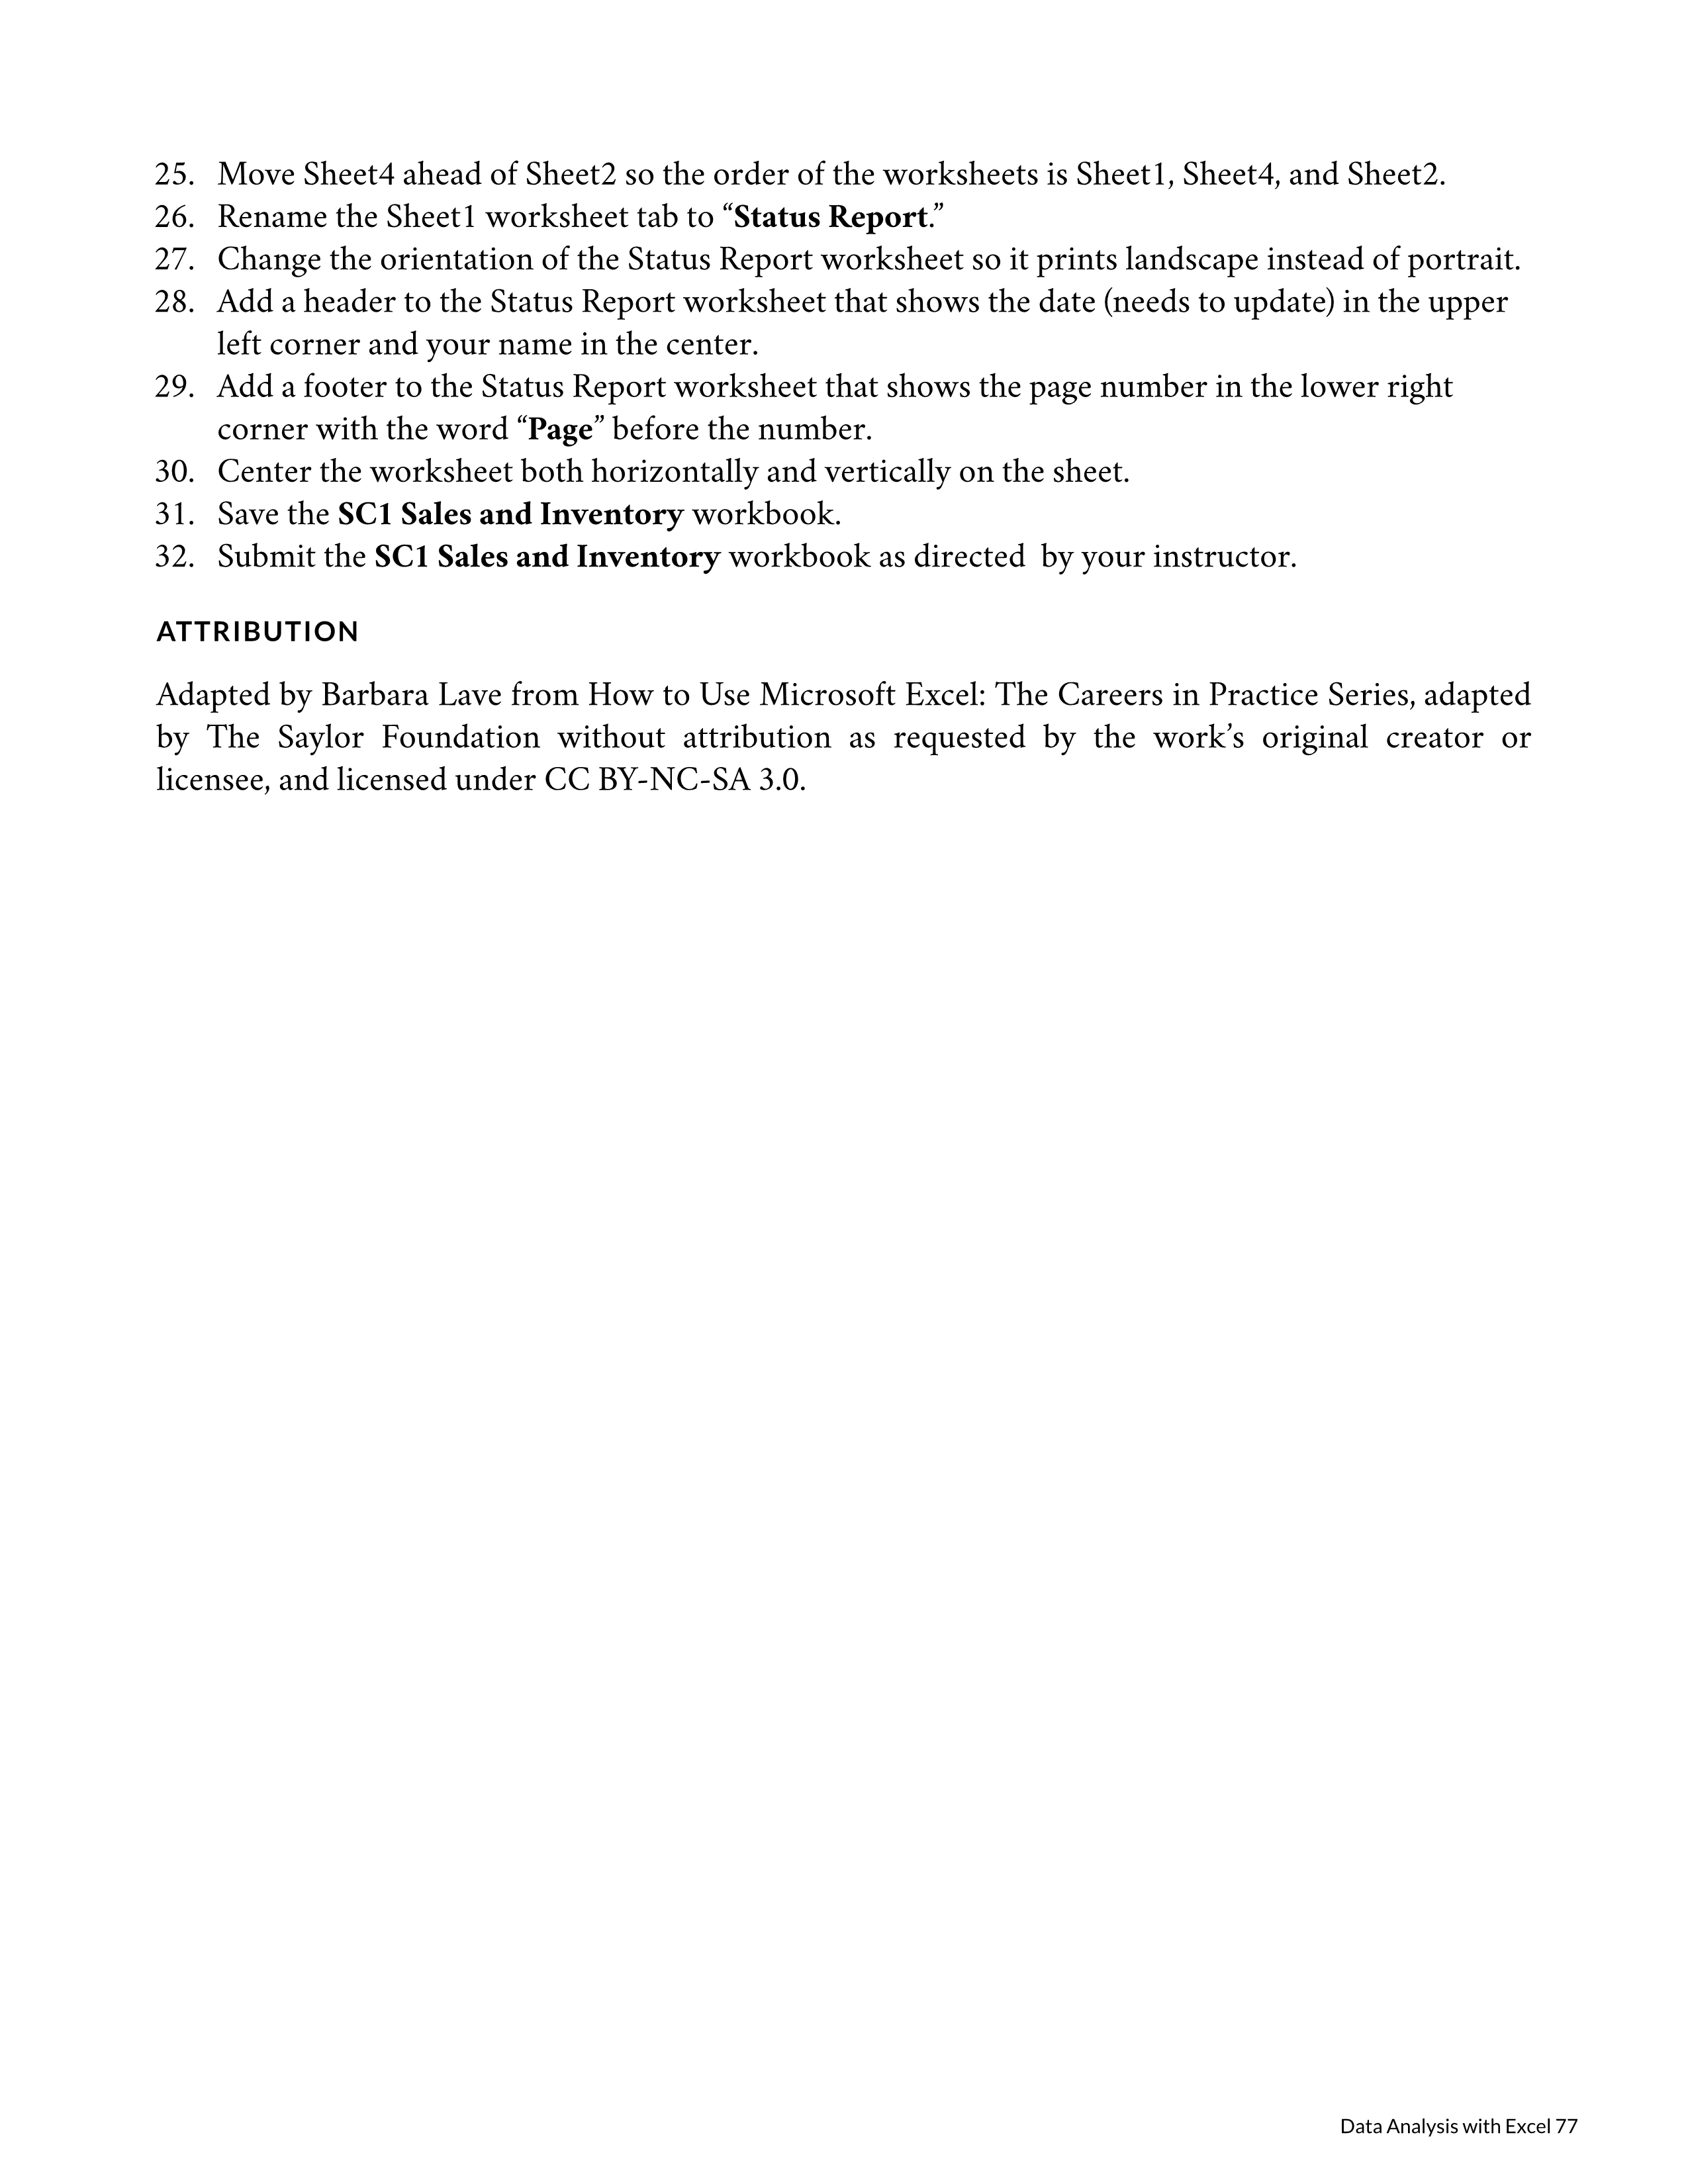 25. Move Sheet4 ahead of Sheet2 so the order of the worksheets is Sheet1, Sheet4, and Sheet2.
26. Rename the Sheet1 worksheet tab to “Status Report.”
27. Change the orientation of the Status Report worksheet so it prints landscape instead of portrait.
28. Add a header to the Status Report worksheet that shows the date (needs to update) in the upper
left corner and your name in the center.
29. Add a footer to the Status Report worksheet that shows the page number in the lower right
corner with the word “Page” before the number.
30. Center the worksheet both horizontally and vertically on the sheet.
31. Save the SC1 Sales and Inventory workbook.
32. Submit the SC1 Sales and Inventory workbook as directed  by your instructor.
ATTRIBUTION
Adapted by Barbara Lave from How to Use Microsoft Excel: The Careers in Practice Series, adapted
by The Saylor Foundation without attribution as requested by the work’s original creator or
licensee, and licensed under CC BY-NC-SA 3.0.
Data Analysis with Excel 77